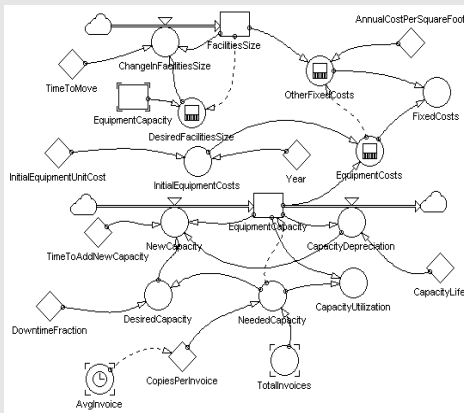 AnnualCostPerSquareFoot
FacilitiesSize
ChangeInFacilitiesSize
TimeToMove
OtherFixedCosts
EquipmentCapacity
FixedCosts
DesiredFacilitiesSize
InitialEquipmentUnitCost
InitialEquipmentCosts
Year
EquipmentCosts
EquipmentCapacity
NewCapacity
CapacityDepreciation
TimeToAddNewCapacity
CapacityLife
CapacityUtilization
DesiredCapacity
NeededCapacity
DowntimeFraction
CopiesPerInvoice
TotalInvoices
AvgInvoice